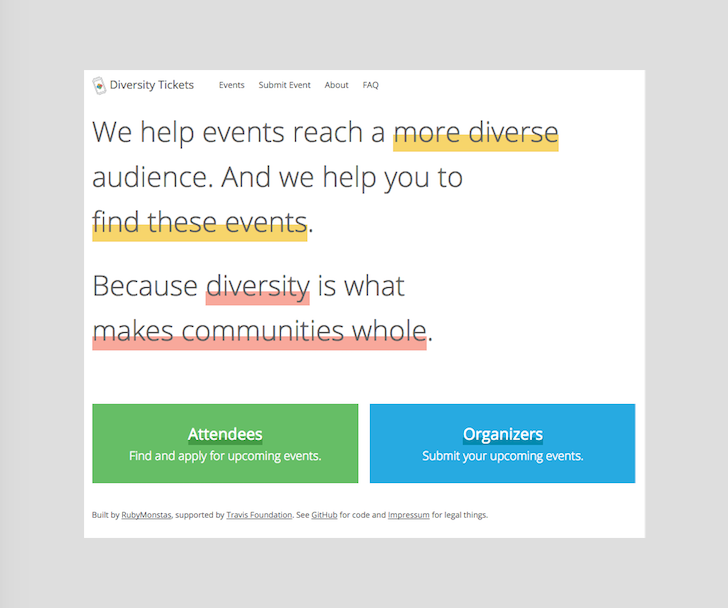 Diversity Tickets Events Submit Event About FAQ
We help events reach a more diverse
audience. And we help you to
find these events.
Because diversity is what
makes communities whole.
Attendees
Find and apply for upcoming events.
Organizers
Submit your upcoming events.
Built by RubyMonstas, supported by Travis Foundation. See GitHub for code and Impressum for legal things.